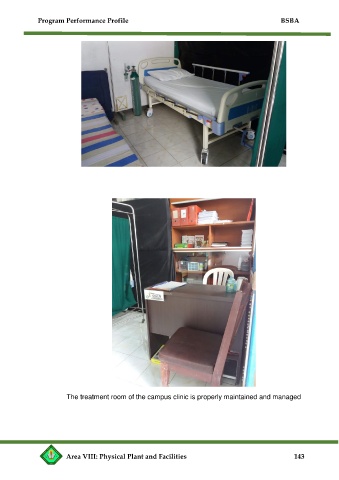 Program Performance Profile BSBA
The treatment room of the campus clinic is properly maintained and managed
Area VIII: Physical Plant and Facilities 143